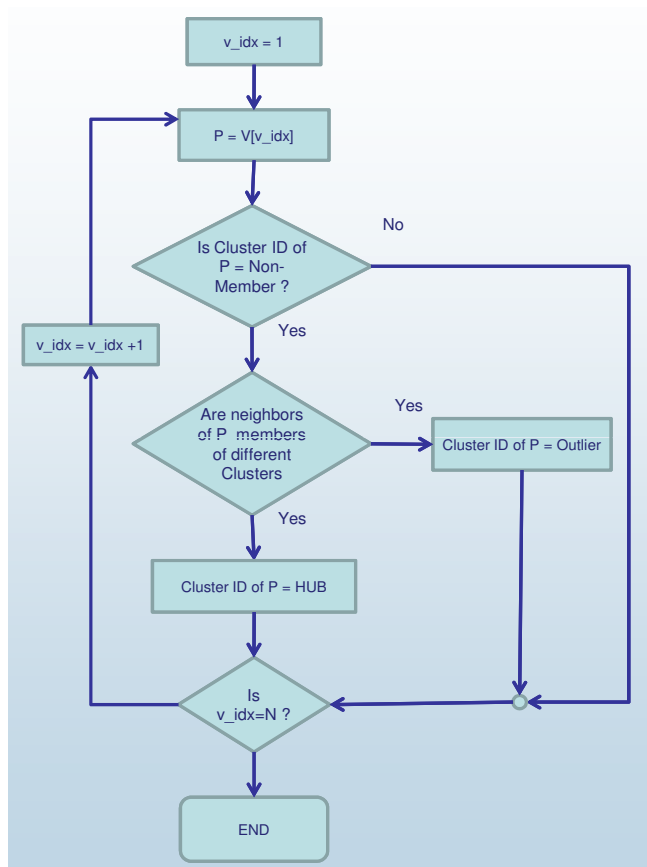 v_idx = 1
P = V[v_idx]
No
Is Cluster ID of
P = Non-
Member ?
Yes
v_idx = v_idx +1
Are neighbors
of P members
of different
Clusters
Yes
Cluster ID of P = Outlier
Yes
Cluster ID of P = HUB
Is
v_idx=N ?
END